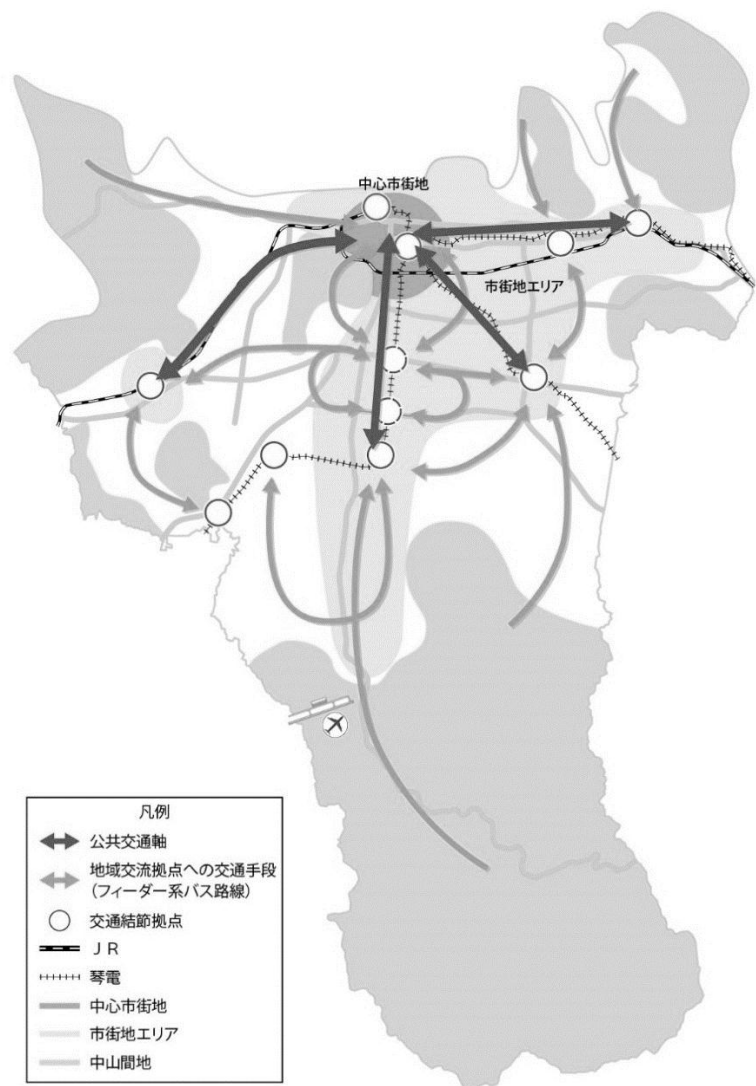 中心市街地
市街地エリア
凡例
公共交通軸
地域交流拠点への交通手段
(フィーダー系バス路線)
交通結節拠点
ＪＲ
琴電
中心市街地
市街地エリア
中山間地